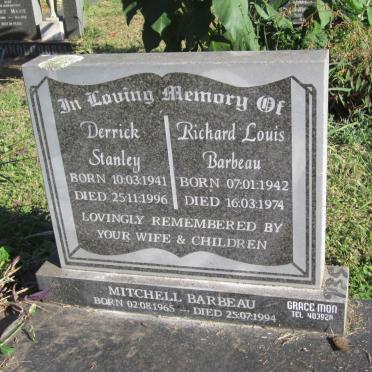 In Loving Memory Of
Derrick
Stanley
BORN 10.03.1941
DIED 25.11.1996
Richard Louis
Barbeau
BORN 07.01.1942
DIED 16.03.1974
LOVINGLY REMEMBERED BY
YOUR WIFE & CHILDREN
MITCHELL BARBEAU
BORN 02.08.1965 — DIED 25.07.1994
GRACE MON